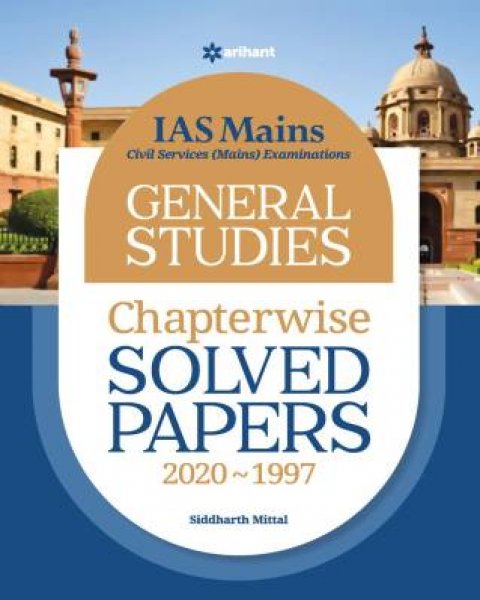 arihant
IAS Mains
Civil Services (Mains) Examinations
GENERAL
STUDIES
Chapterwise
SOLVED
PAPERS
2020 ~ 1997
Siddharth Mittal